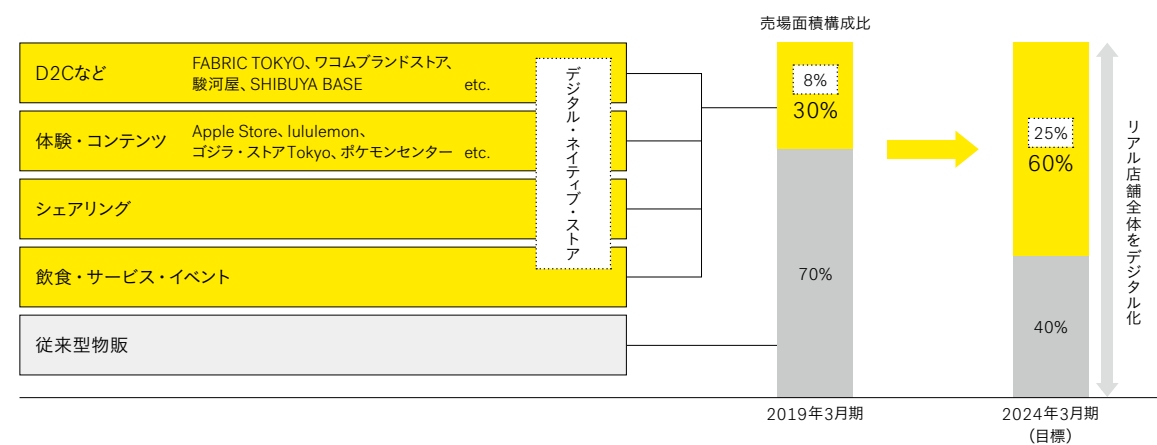 売場面積構成比
D2Cなど
FABRIC TOKYO、ワコムブランドストア、
駿河屋、SHIBUYA BASE etc.
体験・コンテンツ
Apple Store、lululemon、
ゴジラ・ストアTokyo、ポケモンセンター etc.
シェアリング
飲食・サービス・イベント
従来型物販
デジタル・ネイティブ・ストア
8%
30%
70%
2019年3月期
25%
60%
40%
2024年3月期
(目標)
リアル店舗全体をデジタル化